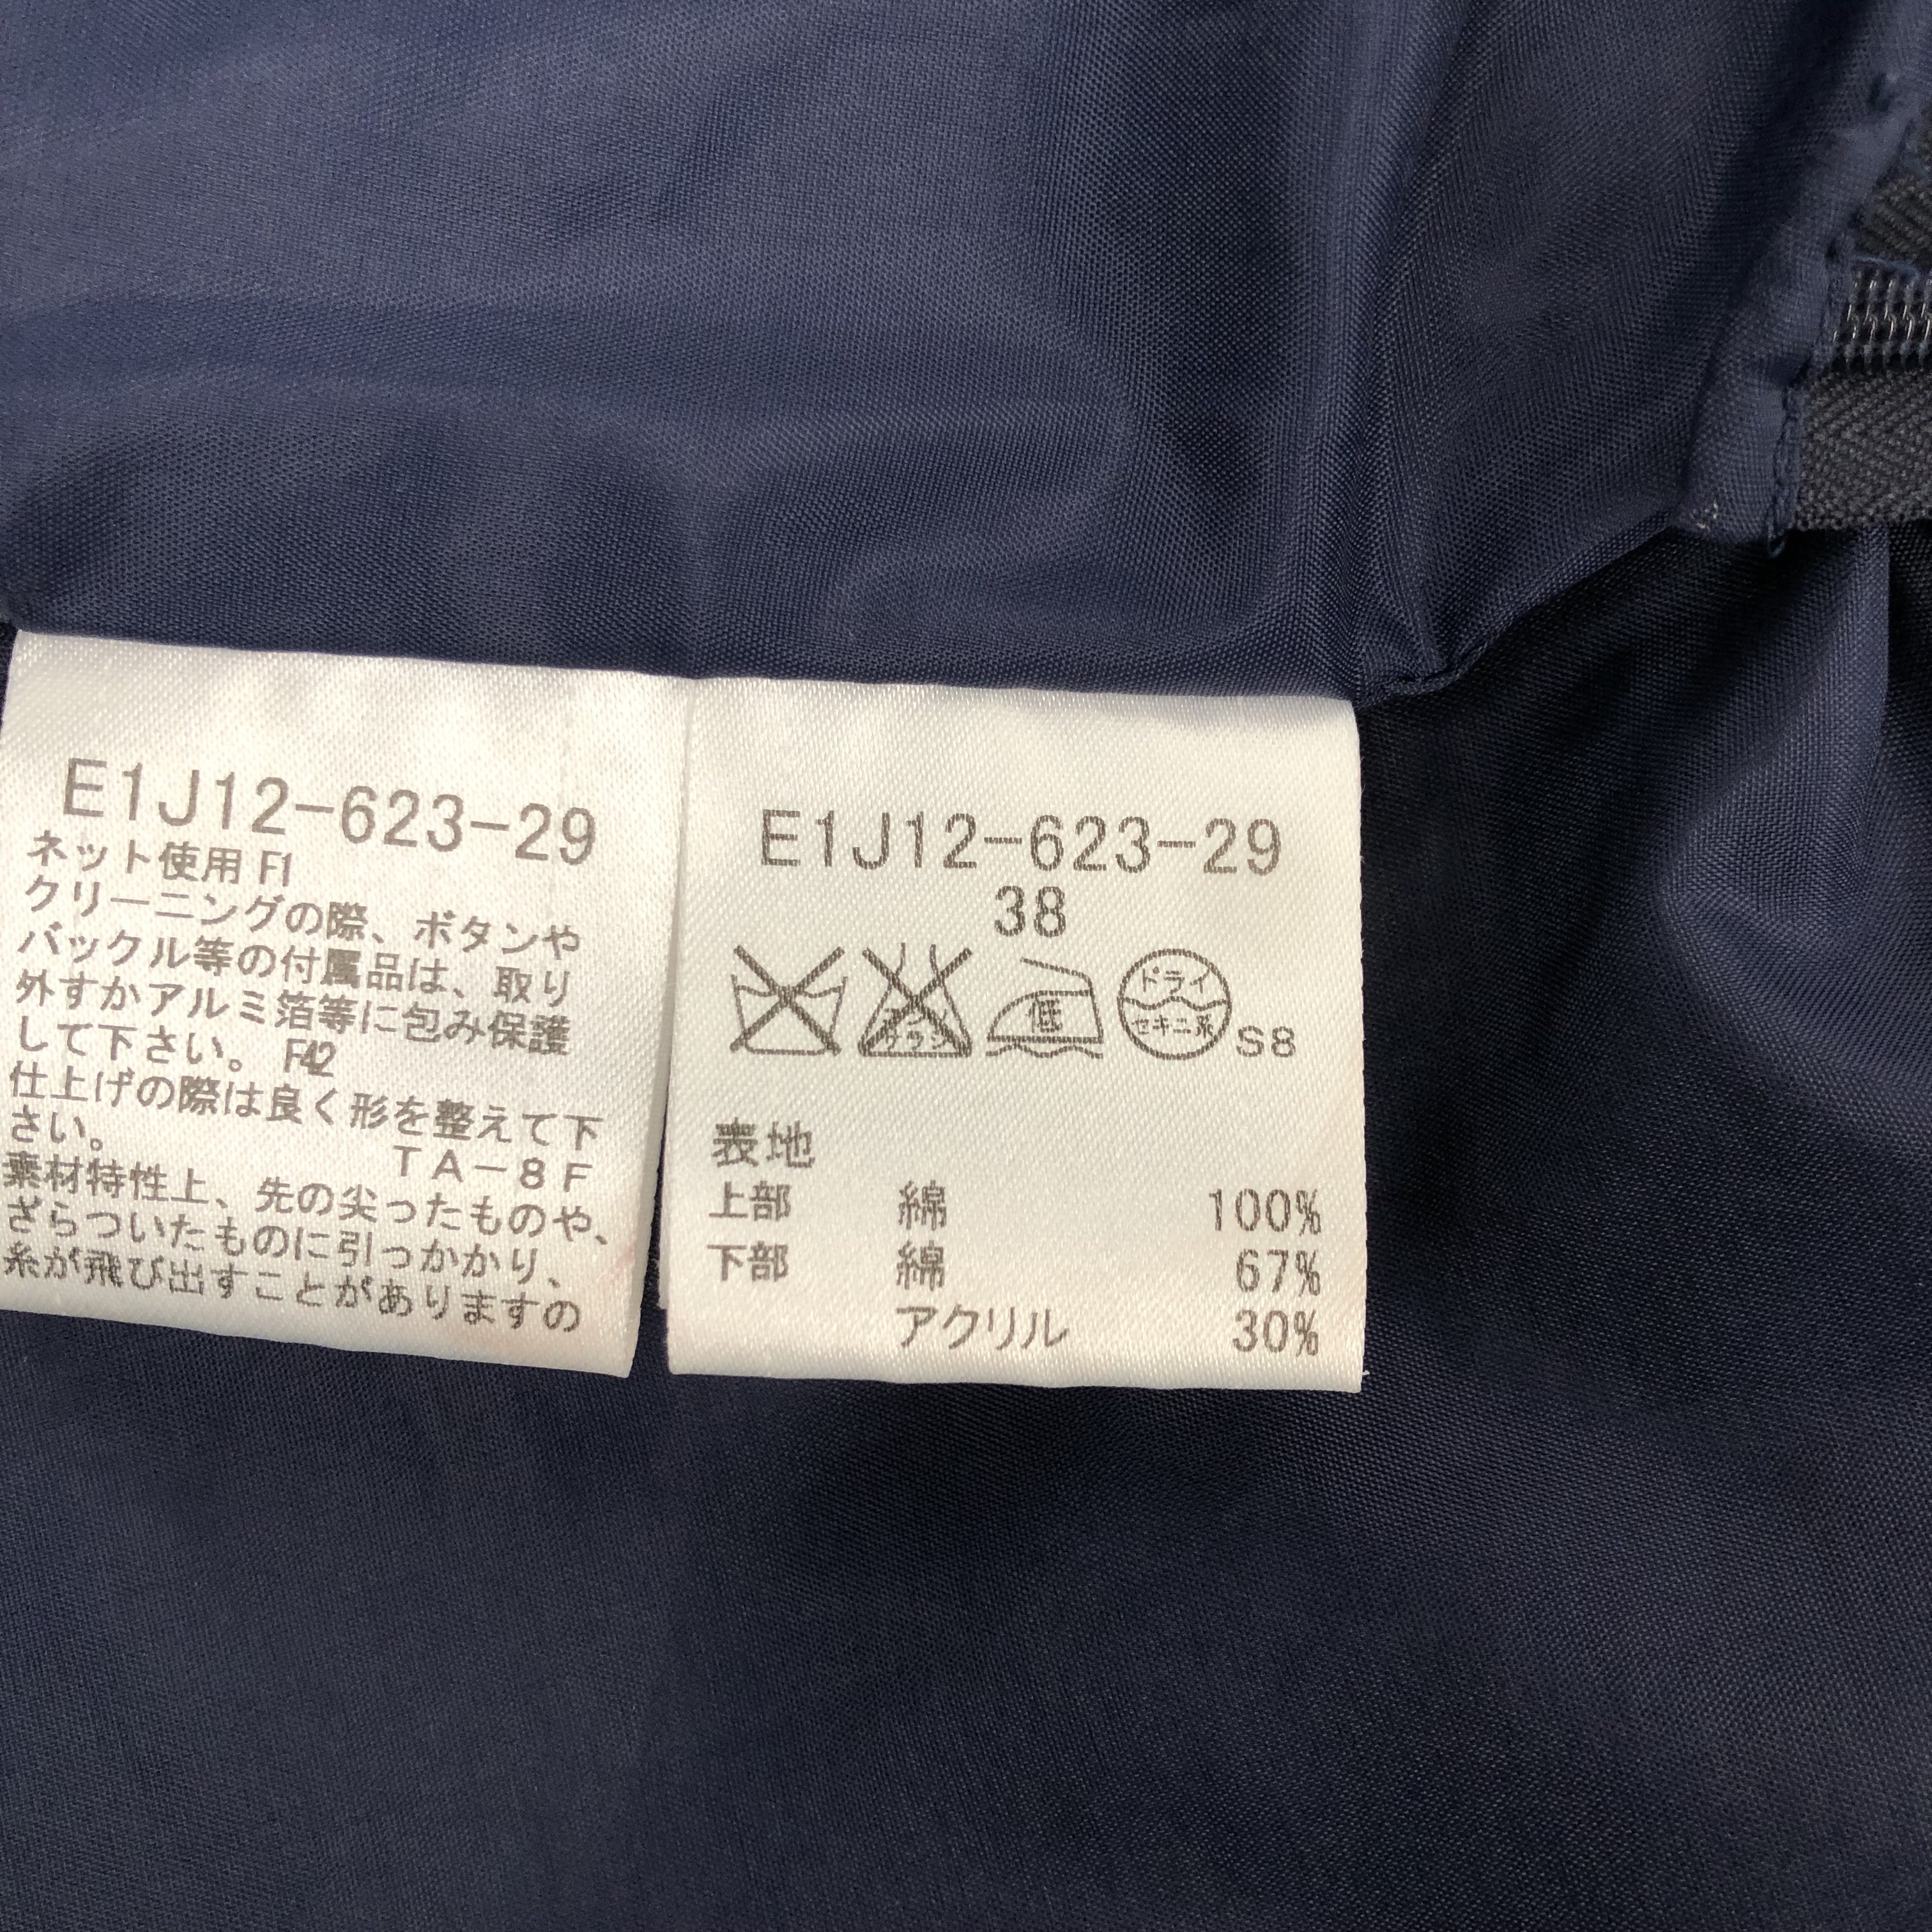 E1J12-623-29
ネット使用 F1
クリーニングの際、ボタンや
バックル等の付属品は、取り
外すかアルミ箔等に包み保護
して下さい。 F42
仕上げの際は良く形を整えて下
さい。
TA-8F
素材特性上、先の尖ったものや、
ざらついたものに引っかかり、
糸が飛び出すことがありますの
E1J12-623-29
38
エンソ
サラシ
低
ドライ
セキユ系
S8
表地
上部 綿 100%
下部 綿 67%
アクリル 30%